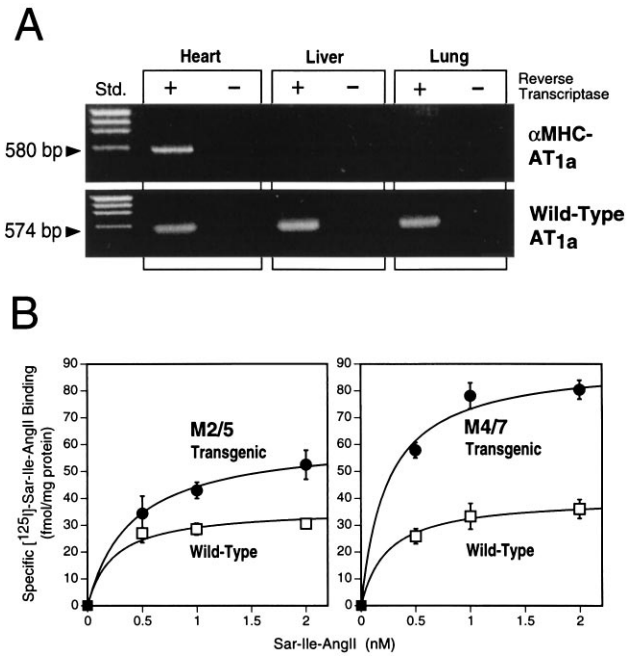 A
Heart Liver Lung
Std. + − + − + − Reverse Transcriptase
580 bp αMHC-AT1a
574 bp Wild-Type AT1a
B
Specific [125I]-Sar-Ile-AngII Binding
(fmol/mg protein)
90
80
70
60
50
40
30
20
10
0
M2/5
Transgenic
Wild-Type
0 0.5 1 1.5 2
90
80
70
60
50
40
30
20
10
0
M4/7
Transgenic
Wild-Type
0 0.5 1 1.5 2
Sar-Ile-AngII (nM)